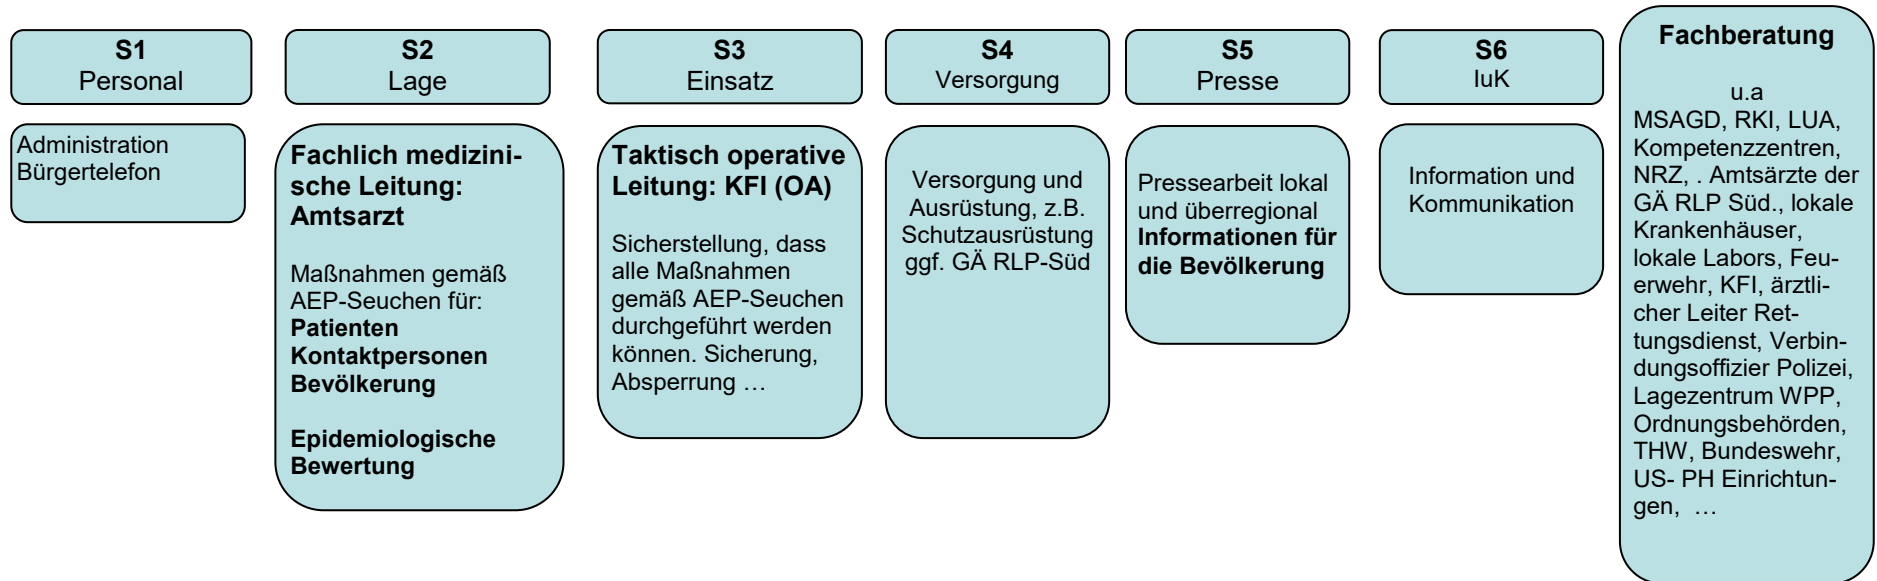 S1
Personal
S2
Lage
S3
Einsatz
S4
Versorgung
S5
Presse
S6
IuK
Administration
Bürgertelefon
Fachlich medizini-
sche Leitung:
Amtsarzt
Maßnahmen gemäß
AEP-Seuchen für:
Patienten
Kontaktpersonen
Bevölkerung
Epidemiologische
Bewertung
Taktisch operative
Leitung: KFI (OA)
Sicherstellung, dass
alle Maßnahmen
gemäß AEP-Seuchen
durchgeführt werden
können. Sicherung,
Absperrung …
Versorgung und
Ausrüstung, z.B.
Schutzausrüstung
ggf. GÄ RLP-Süd
Pressearbeit lokal
und überregional
Informationen für
die Bevölkerung
Information und
Kommunikation
Fachberatung
u.a
MSAGD, RKI, LUA,
Kompetenzzentren,
NRZ, . Amtsärzte der
GÄ RLP Süd., lokale
Krankenhäuser,
lokale Labors, Feu-
erwehr, KFI, ärztli-
cher Leiter Ret-
tungsdienst, Verbin-
dungsoffizier Polizei,
Lagezentrum WPP,
Ordnungsbehörden,
THW, Bundeswehr,
US- PH Einrichtun-
gen, …